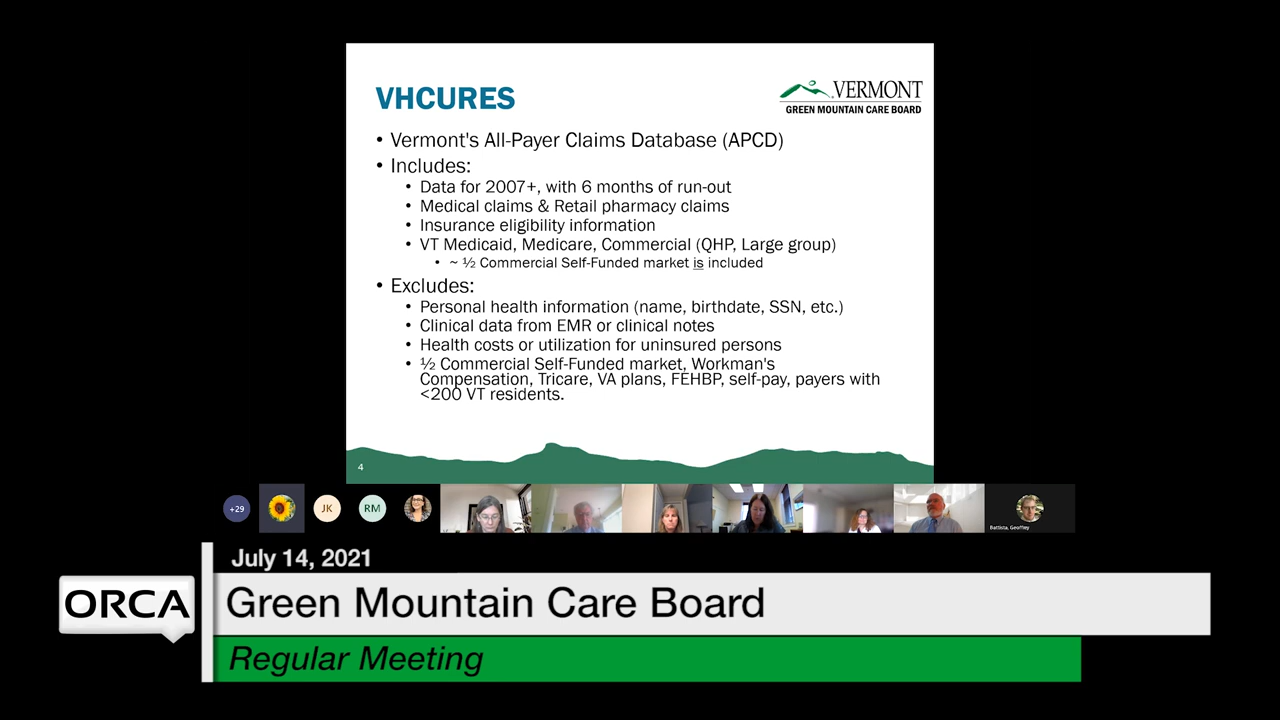 VHCURES
VERMONT
GREEN MOUNTAIN CARE BOARD
• Vermont's All-Payer Claims Database (APCD)
• Includes:
• Data for 2007+, with 6 months of run-out
• Medical claims & Retail pharmacy claims
• Insurance eligibility information
• VT Medicaid, Medicare, Commercial (QHP, Large group)
• ~ ½ Commercial Self-Funded market is included
• Excludes:
• Personal health information (name, birthdate, SSN, etc.)
• Clinical data from EMR or clinical notes
• Health costs or utilization for uninsured persons
• ½ Commercial Self-Funded market, Workman's
Compensation, Tricare, VA plans, FEHBP, self-pay, payers with
<200 VT residents.
4
+29
JK
RM
Battista, Geoffrey
July 14, 2021
ORCA
Green Mountain Care Board
Regular Meeting